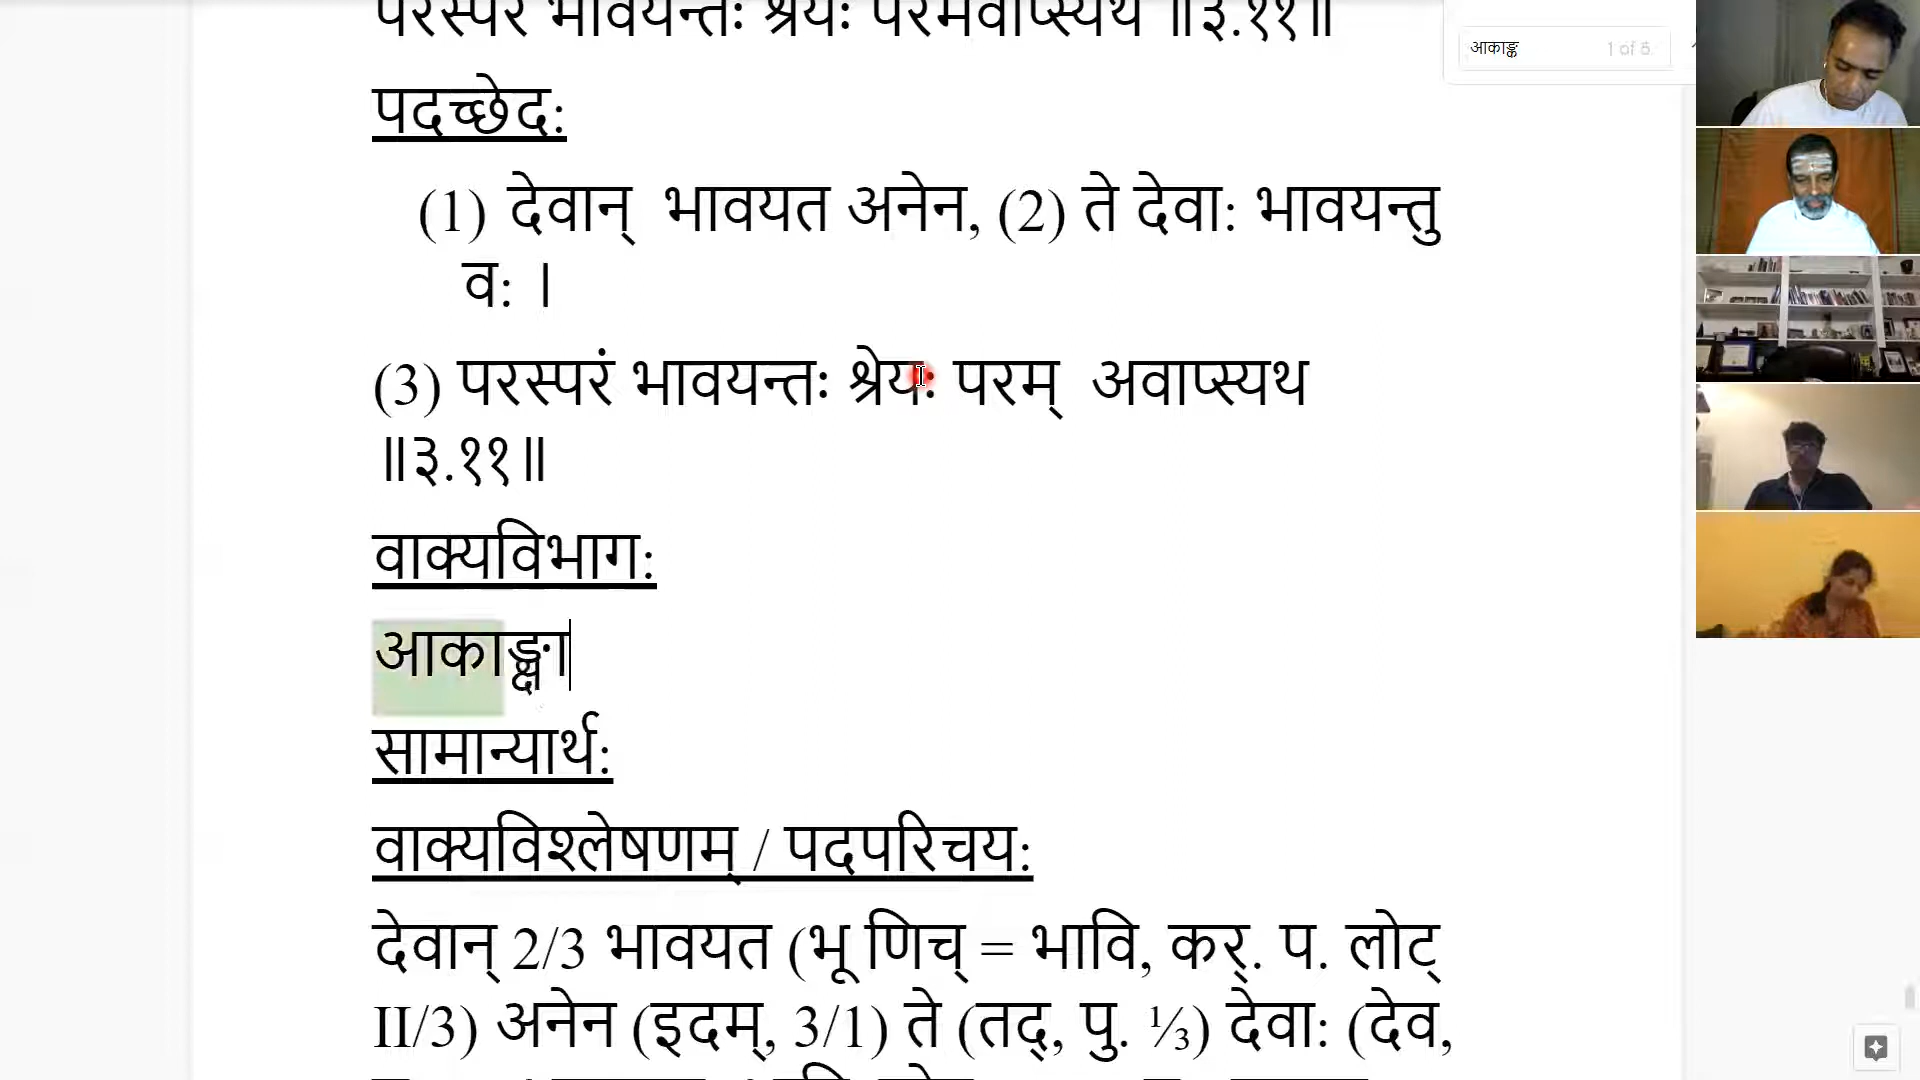 परस्परं भावयन्तः श्रेयः परमवाप्स्यथ ॥३.११॥
आकाङ्क 1 of 5
पदच्छेद:
(1) देवान् भावयत अनेन, (2) ते देवा: भावयन्तु
व: ।
(3) परस्परं भावयन्तः श्रेयः परम् अवाप्स्यथ
॥३.११॥
वाक्यविभाग:
आकाङ्क्षा
सामान्यार्थ:
वाक्यविश्लेषणम् / पदपरिचय:
देवान् 2/3 भावयत (भू णिच् = भावि, कर्. प. लोट्
II/3) अनेन (इदम्, 3/1) ते (तद्, पु. ⅓) देवा: (देव,